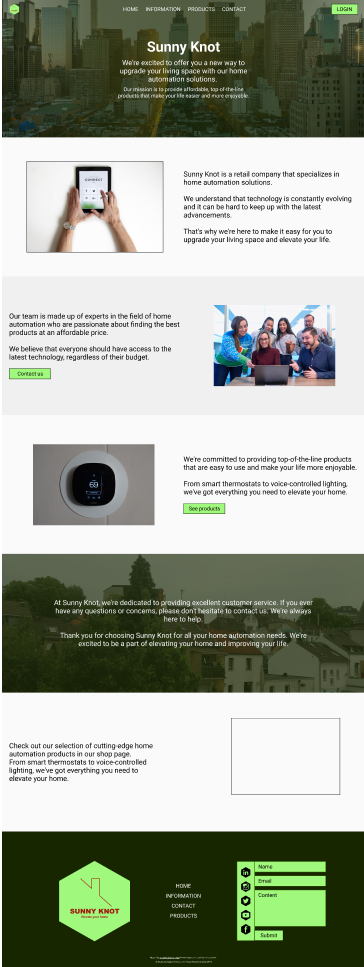 HOME INFORMATION PRODUCTS CONTACT LOGIN
Sunny Knot
We're excited to offer you a new way to
upgrade your living space with our home
automation solutions.
Our mission is to provide affordable, top-of-the-line
products that make your life easier and more enjoyable.
CONNECT
Sunny Knot is a retail company that specializes in
home automation solutions.
We understand that technology is constantly evolving
and it can be hard to keep up with the latest
advancements.
That's why we're here to make it easy for you to
upgrade your living space and elevate your life.
Our team is made up of experts in the field of home
automation who are passionate about finding the best
products at an affordable price.
We believe that everyone should have access to the
latest technology, regardless of their budget.
Contact us
69
We're committed to providing top-of-the-line products
that are easy to use and make your life more enjoyable.
From smart thermostats to voice-controlled lighting,
we've got everything you need to elevate your home.
See products
At Sunny Knot, we're dedicated to providing excellent customer service. If you ever
have any questions or concerns, please don't hesitate to contact us. We're always
here to help.
Thank you for choosing Sunny Knot for all your home automation needs. We're
excited to be a part of elevating your home and improving your life.
Check out our selection of cutting-edge home
automation products in our shop page.
From smart thermostats to voice-controlled
lighting, we've got everything you need to
elevate your home.
SUNNY KNOT
Elevate your home
HOME
INFORMATION
CONTACT
PRODUCTS
in
Name
Email
Content
Submit